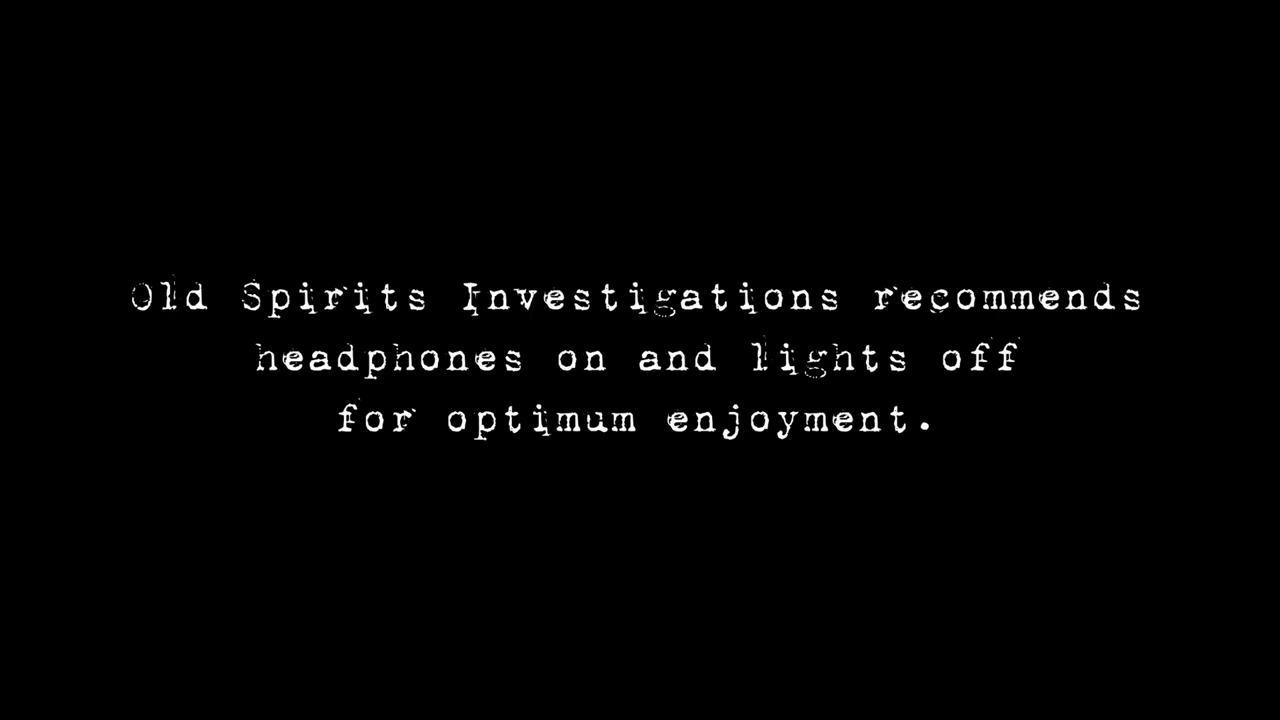 Old Spirits Investigations recommends
headphones on and lights off
for optimum enjoyment.